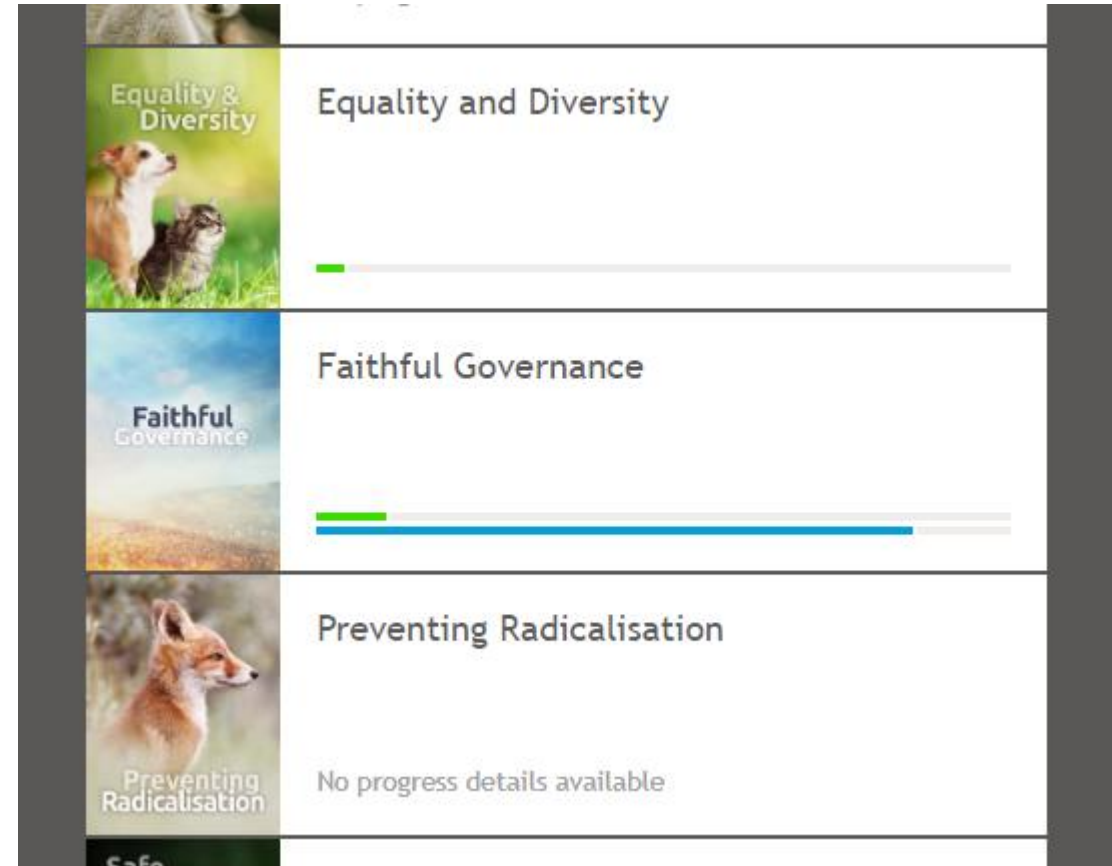 Equality &
Diversity
Equality and Diversity
Faithful
Governance
Faithful Governance
Preventing
Radicalisation
Preventing Radicalisation
No progress details available
Safe